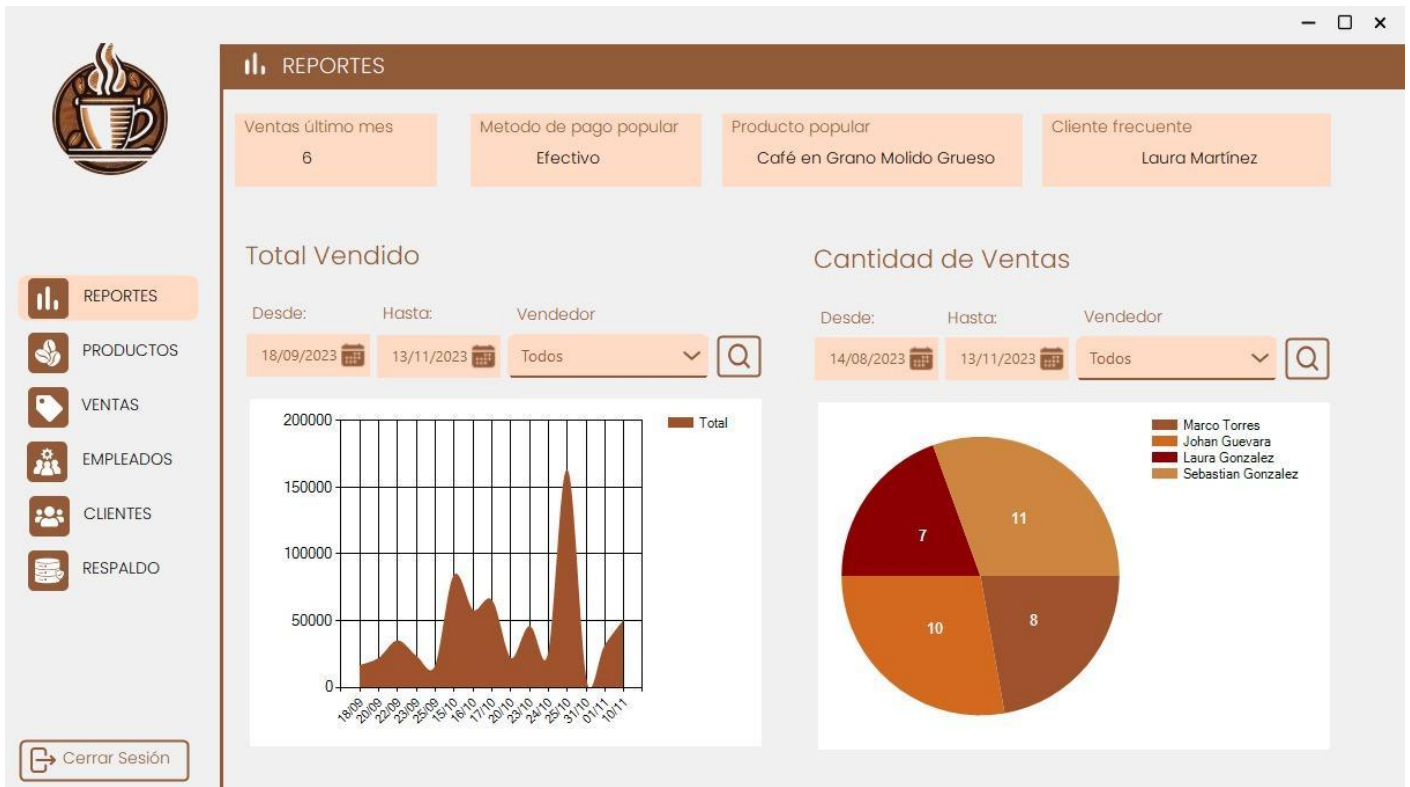 REPORTES
Ventas último mes
6
Metodo de pago popular
Efectivo
Producto popular
Café en Grano Molido Grueso
Cliente frecuente
Laura Martínez
REPORTES
PRODUCTOS
VENTAS
EMPLEADOS
CLIENTES
RESPALDO
Cerrar Sesión
Total Vendido
Desde:
Hasta:
Vendedor
18/09/2023
13/11/2023
Todos
Total
200000
150000
100000
50000
0
18/09
20/09
22/09
23/09
25/09
15/10
16/10
17/10
20/10
23/10
24/10
25/10
31/10
01/11
10/11
Cantidad de Ventas
Desde:
Hasta:
Vendedor
14/08/2023
13/11/2023
Todos
Marco Torres
Johan Guevara
Laura Gonzalez
Sebastian Gonzalez
11
7
8
10